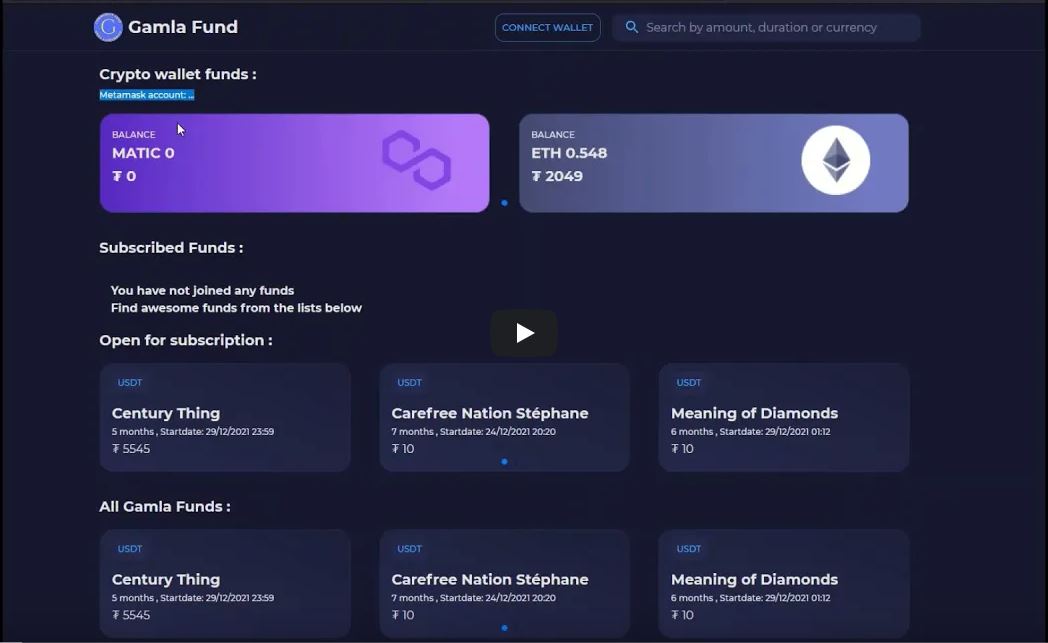 G Gamla Fund
CONNECT WALLET
Search by amount, duration or currency
Crypto wallet funds :
Metamask account: ...
BALANCE
MATIC 0
₮ 0
BALANCE
ETH 0.548
₮ 2049
Subscribed Funds :
You have not joined any funds
Find awesome funds from the lists below
Open for subscription :
USDT
Century Thing
5 months , Startdate: 29/12/2021 23:59
₮ 5545
USDT
Carefree Nation Stéphane
7 months , Startdate: 24/12/2021 20:20
₮ 10
USDT
Meaning of Diamonds
6 months , Startdate: 29/12/2021 01:12
₮ 10
All Gamla Funds :
USDT
Century Thing
5 months , Startdate: 29/12/2021 23:59
₮ 5545
USDT
Carefree Nation Stéphane
7 months , Startdate: 24/12/2021 20:20
₮ 10
USDT
Meaning of Diamonds
6 months , Startdate: 29/12/2021 01:12
₮ 10